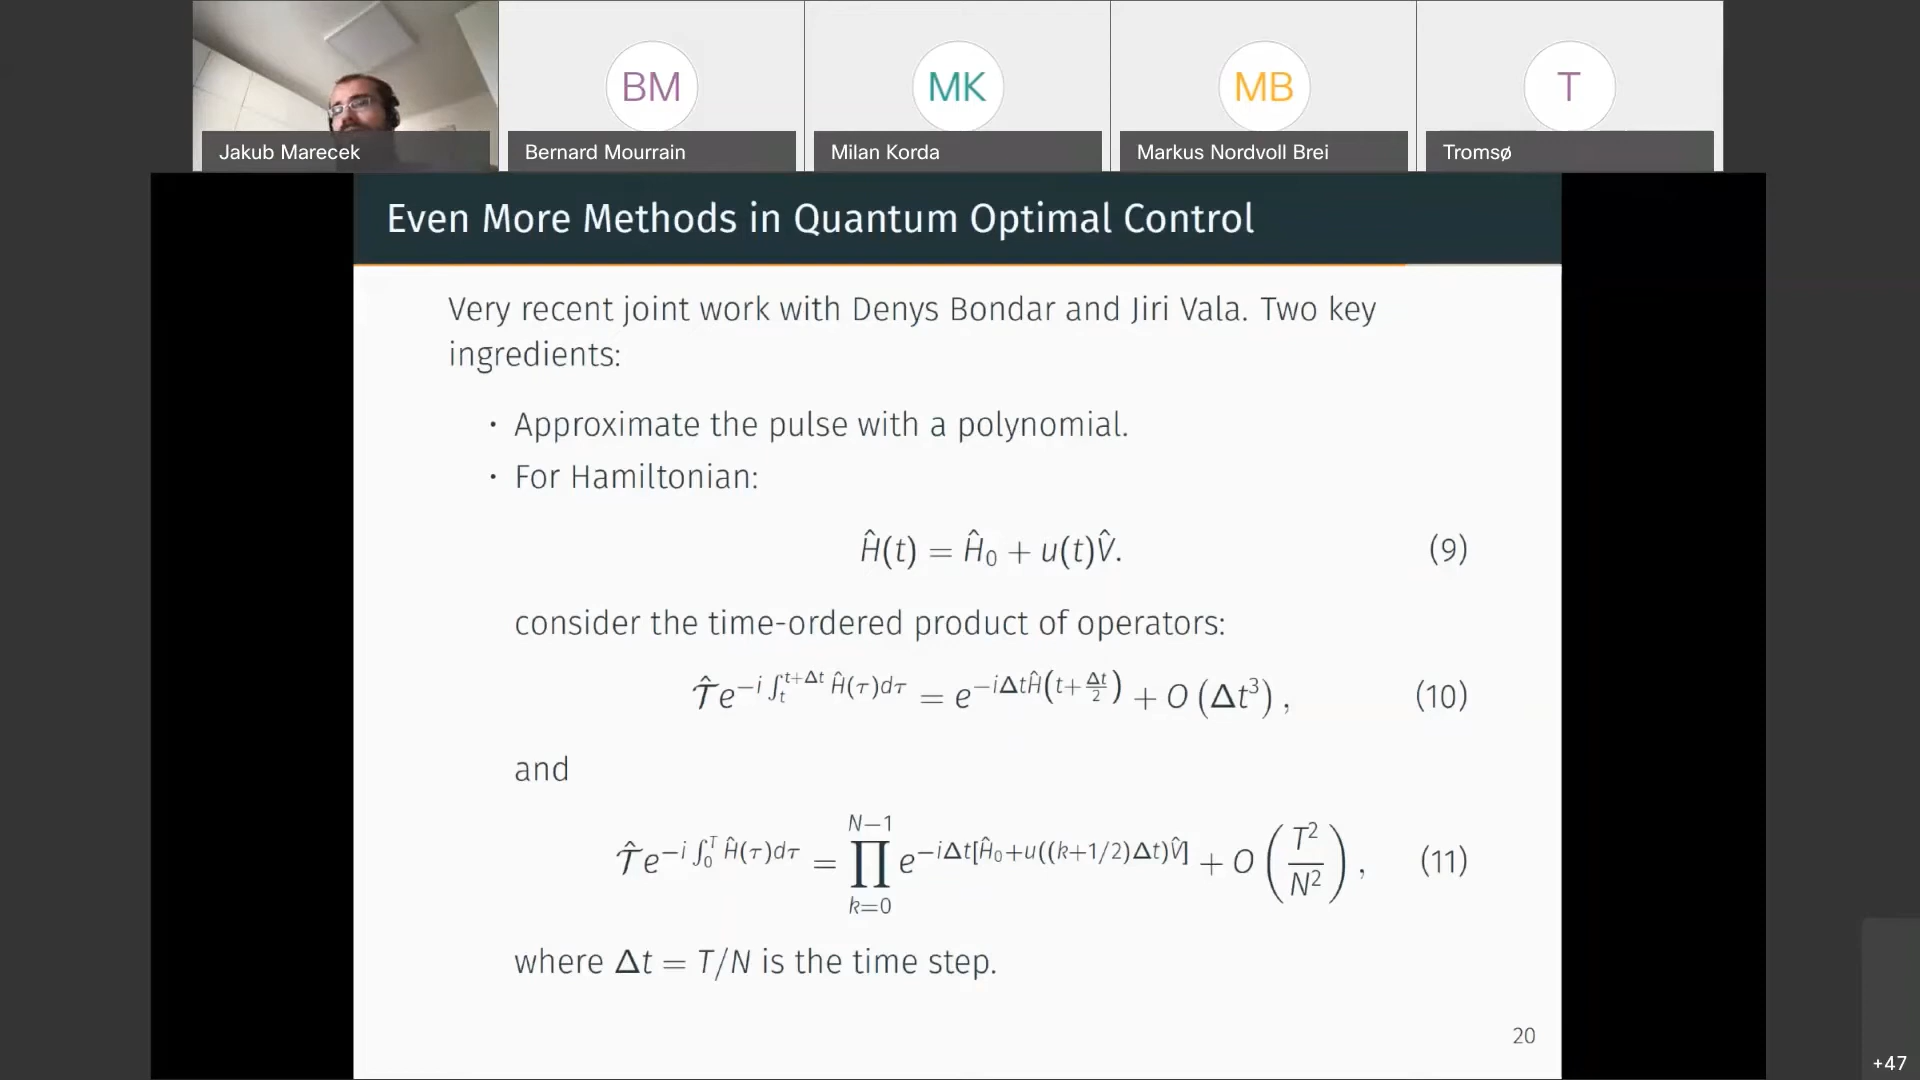 BM
MK
MB
T
Jakub Marecek
Bernard Mourrain
Milan Korda
Markus Nordvoll Brei
Tromsø
Even More Methods in Quantum Optimal Control
Very recent joint work with Denys Bondar and Jiri Vala. Two key
ingredients:
· Approximate the pulse with a polynomial.
· For Hamiltonian:
Ĥ(t) = Ĥ₀ + u(t)V̂. (9)
consider the time-ordered product of operators:
𝒯̂ e^{−i ∫_t^{t+Δt} Ĥ(τ)dτ} = e^{−iΔtĤ(t+Δt/2)} + O(Δt³), (10)
and
𝒯̂ e^{−i ∫_0^T Ĥ(τ)dτ} = ∏_{k=0}^{N−1} e^{−iΔt[Ĥ₀+u((k+1/2)Δt)V̂]} + O(T²/N²), (11)
where Δt = T/N is the time step.
20
+47